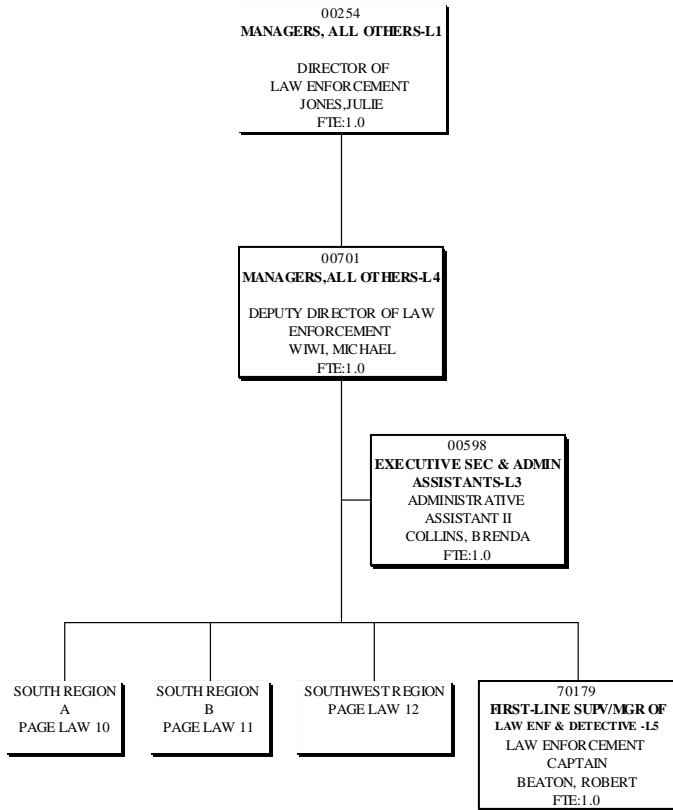 00254
MANAGERS, ALL OTHERS-L1
DIRECTOR OF
LAW ENFORCEMENT
JONES,JULIE
FTE:1.0
00701
MANAGERS,ALL OTHERS-L4
DEPUTY DIRECTOR OF LAW
ENFORCEMENT
WIWI, MICHAEL
FTE:1.0
00598
EXECUTIVE SEC & ADMIN
ASSISTANTS-L3
ADMINISTRATIVE
ASSISTANT II
COLLINS, BRENDA
FTE:1.0
SOUTH REGION
A
PAGE LAW 10
SOUTH REGION
B
PAGE LAW 11
SOUTHWEST REGION
PAGE LAW 12
70179
FIRST-LINE SUPV/MGR OF
LAW ENF & DETECTIVE -L5
LAW ENFORCEMENT
CAPTAIN
BEATON, ROBERT
FTE:1.0